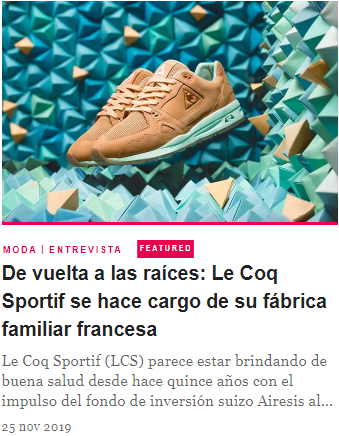 MODA | ENTREVISTA FEATURED
De vuelta a las raíces: Le Coq
Sportif se hace cargo de su fábrica
familiar francesa
Le Coq Sportif (LCS) parece estar brindando de
buena salud desde hace quince años con el
impulso del fondo de inversión suizo Airesis al...
25 nov 2019